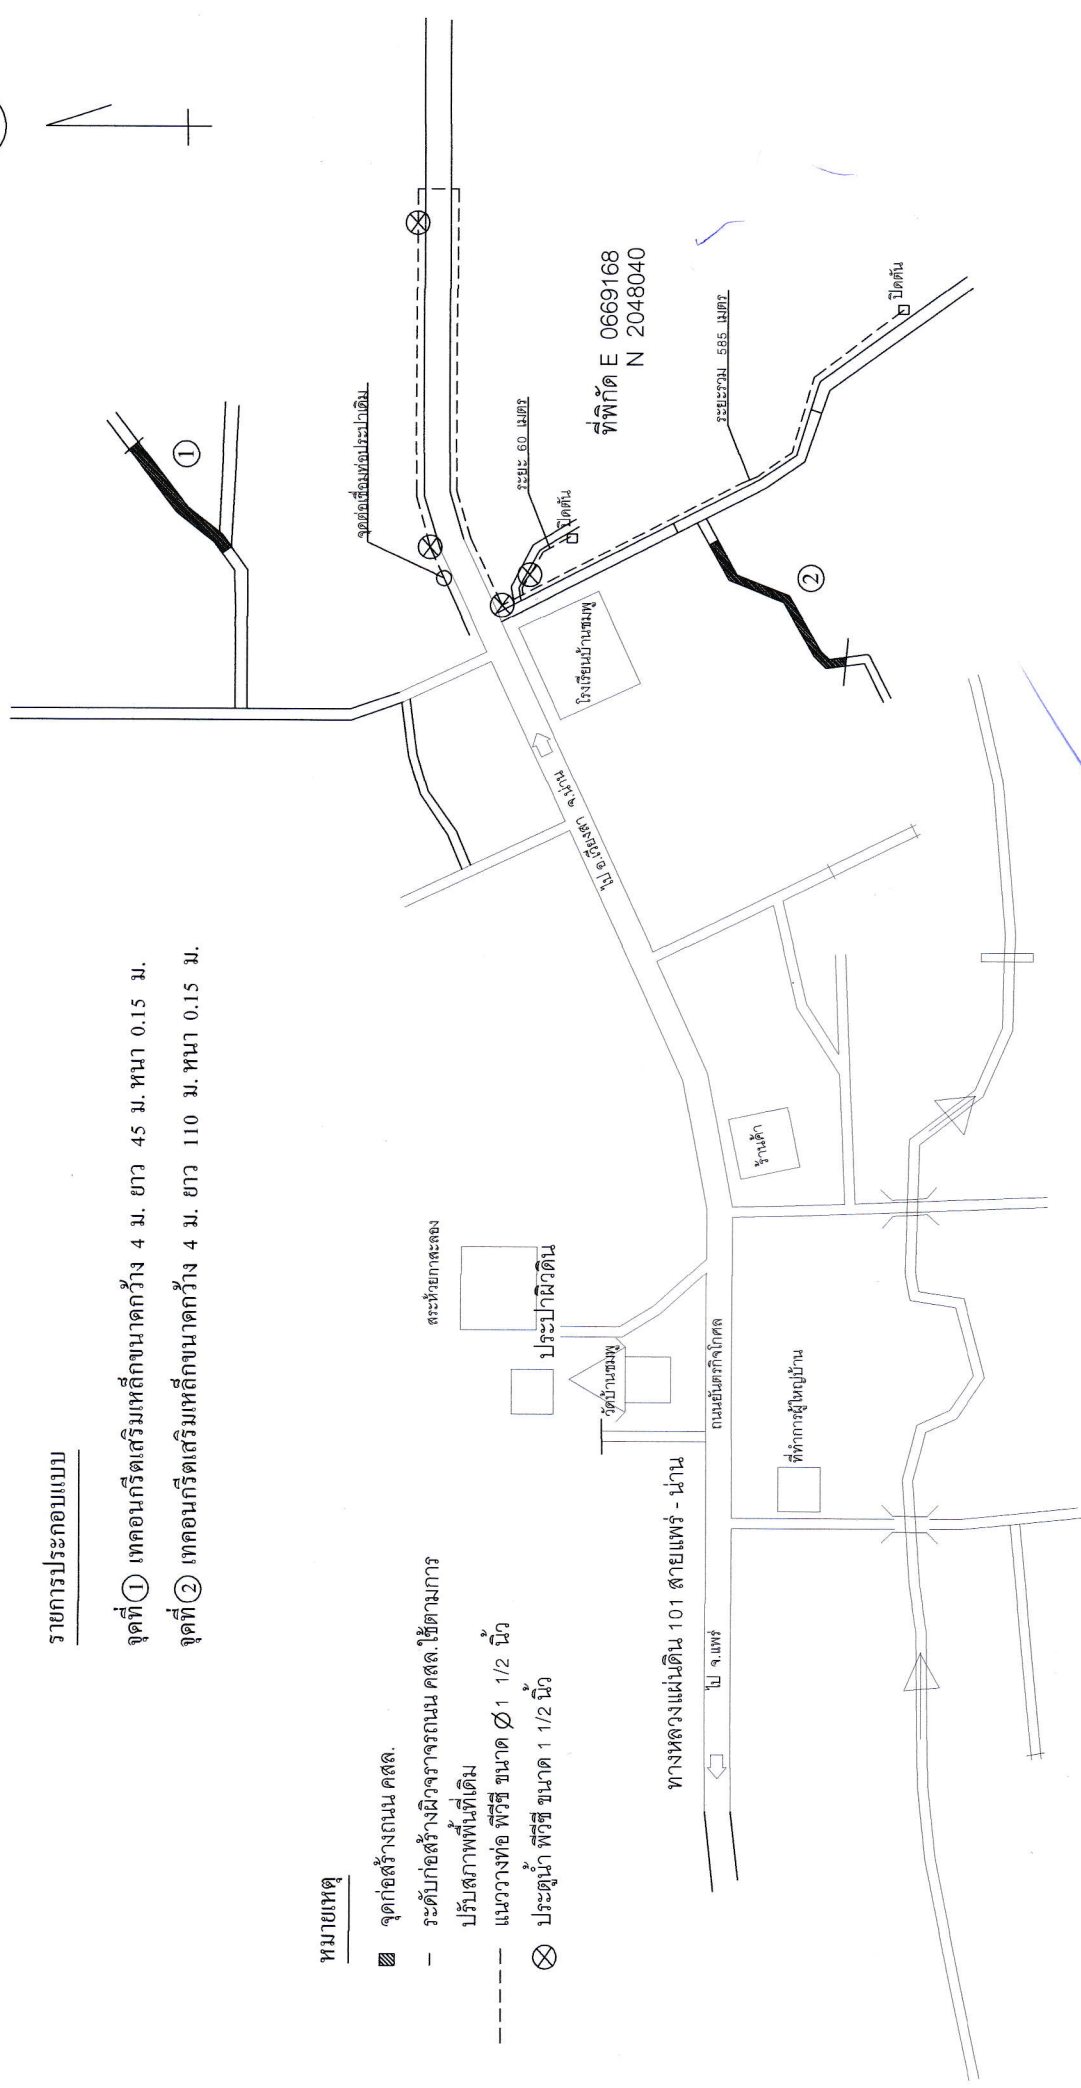 รายการประกอบแบบ
จุดที่ 1 เทคอนกรีตเสริมเหล็กขนาดกว้าง 4 ม. ยาว 45 ม. หนา 0.15 ม.
จุดที่ 2 เทคอนกรีตเสริมเหล็กขนาดกว้าง 4 ม. ยาว 110 ม. หนา 0.15 ม.
หมายเหตุ
จุดก่อสร้างถนน คสล.
ระดับก่อสร้างผิวจราจรถนน คสล.ใช้ตามการ
ปรับสภาพพื้นที่เดิม
แนววางท่อ พีวีซี ขนาด Ø1 1/2 นิ้ว
ประตูน้ำ พีวีซี ขนาด 1 1/2 นิ้ว
1
จุดต่อเชื่อมท่อประปาเดิม
ระยะ 60 เมตร
ปิดตัน
ที่พิกัด E 0669168
N 2048040
ระยะรวม 585 เมตร
ปิดตัน
2
โรงเรียนบ้านชมพู
ไป อ.เวียงสา จ.น่าน
สระห้วยกาสะลอง
ประปาผิวดิน
วัดบ้านชมพู
ร้านค้า
ถนนยันตรกิจโกศล
ที่ทำการผู้ใหญ่บ้าน
ทางหลวงแผ่นดิน 101 สายแพร่ - น่าน
ไป จ.แพร่